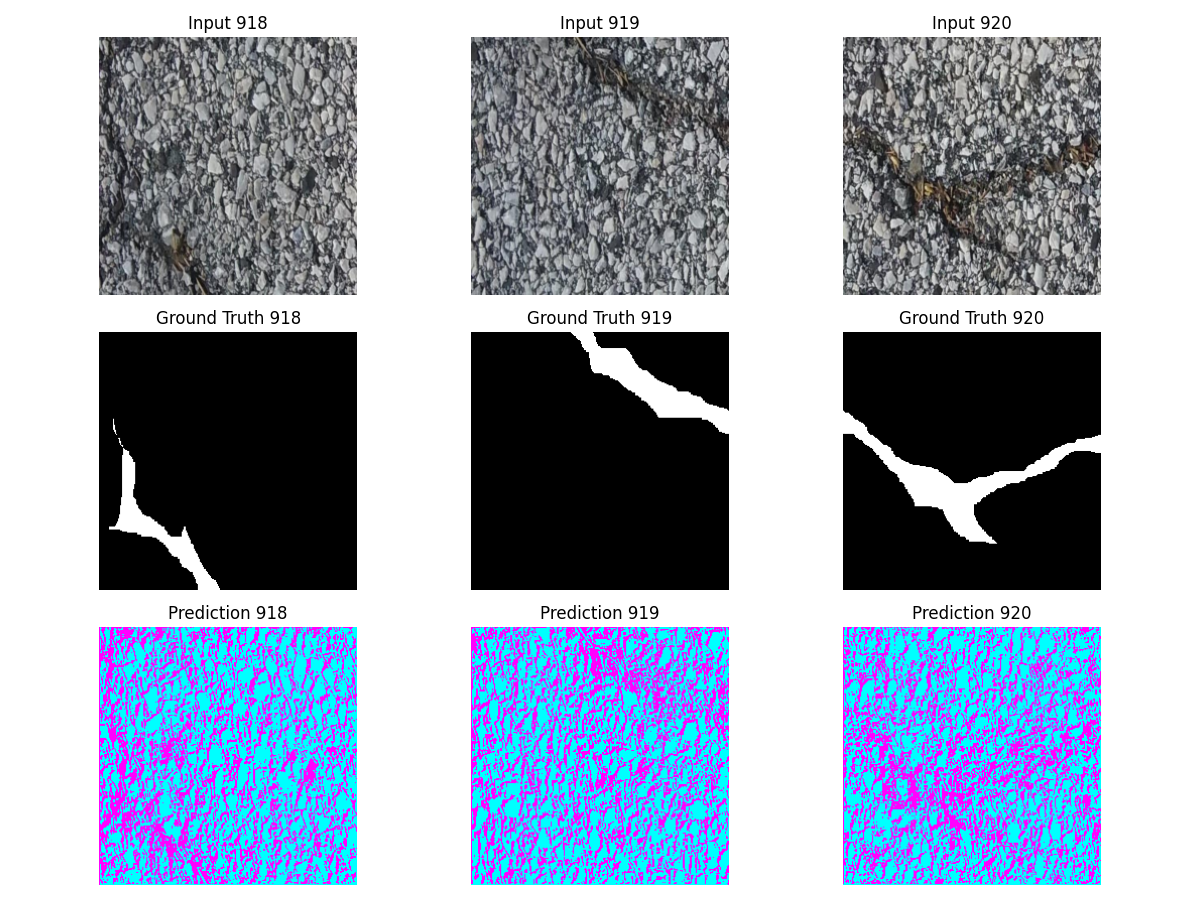 Input 918
Input 919
Input 920
Ground Truth 918
Ground Truth 919
Ground Truth 920
Prediction 918
Prediction 919
Prediction 920